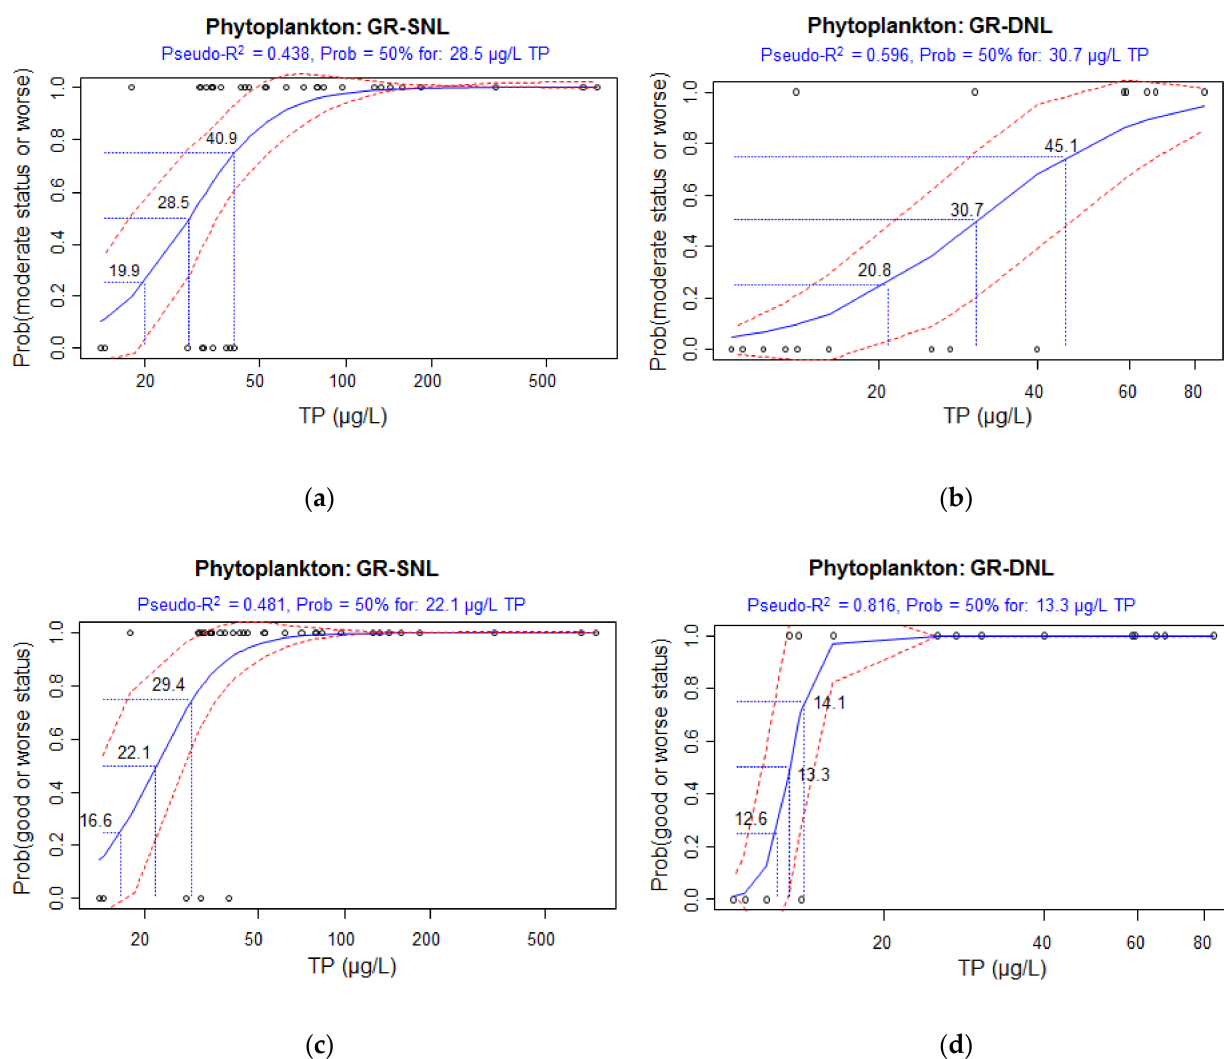 Phytoplankton: GR-SNL
Pseudo-R² = 0.438, Prob = 50% for: 28.5 µg/L TP
Prob(moderate status or worse)
0.0 0.2 0.4 0.6 0.8 1.0
40.9
28.5
19.9
20 50 100 200 500
TP (µg/L)
(a)
Phytoplankton: GR-DNL
Pseudo-R² = 0.596, Prob = 50% for: 30.7 µg/L TP
Prob(moderate status or worse)
0.0 0.2 0.4 0.6 0.8 1.0
45.1
30.7
20.8
20 40 60 80
TP (µg/L)
(b)
Phytoplankton: GR-SNL
Pseudo-R² = 0.481, Prob = 50% for: 22.1 µg/L TP
Prob(good or worse status)
0.0 0.2 0.4 0.6 0.8 1.0
29.4
22.1
16.6
20 50 100 200 500
TP (µg/L)
(c)
Phytoplankton: GR-DNL
Pseudo-R² = 0.816, Prob = 50% for: 13.3 µg/L TP
Prob(good or worse status)
0.0 0.2 0.4 0.6 0.8 1.0
14.1
13.3
12.6
20 40 60 80
TP (µg/L)
(d)